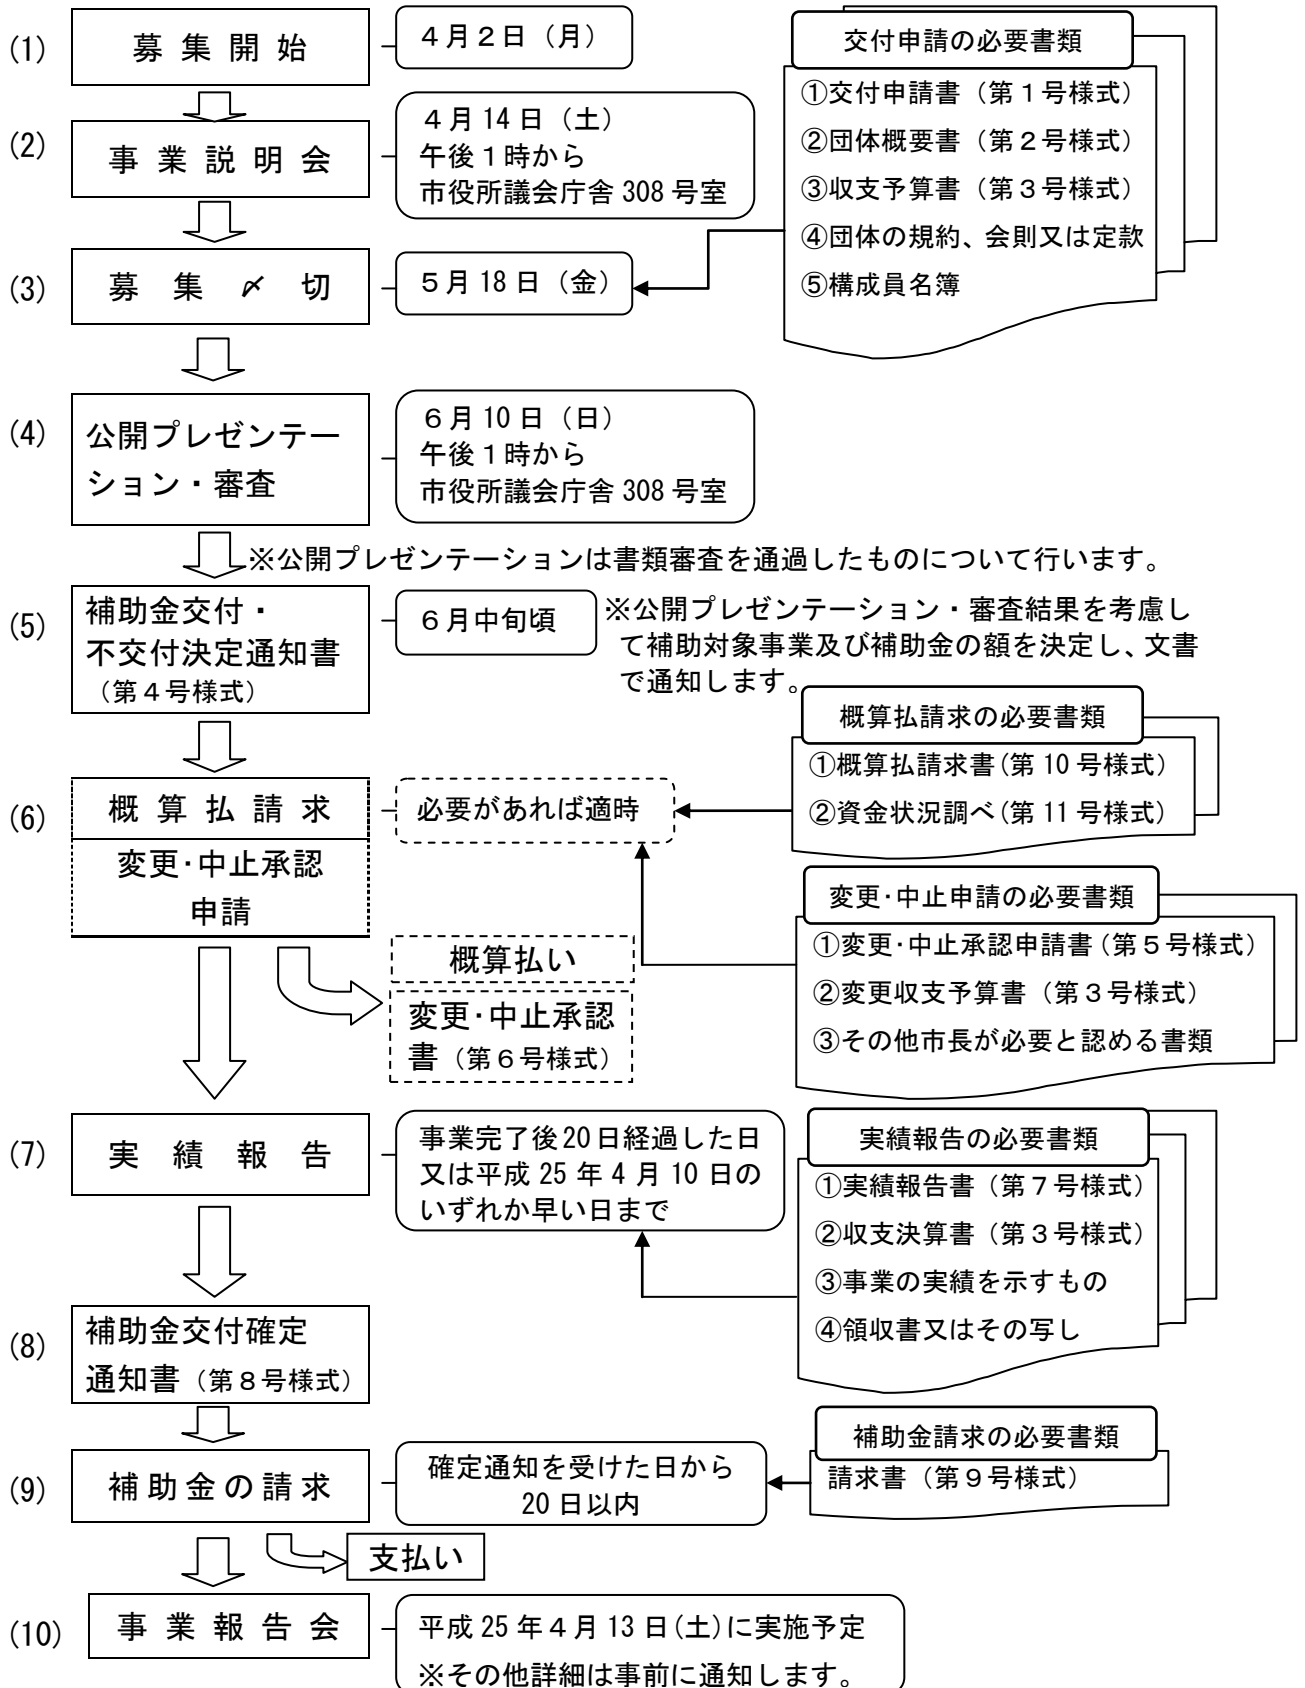 (1)
募集開始
４月２日（月）
交付申請の必要書類
①交付申請書（第１号様式）
②団体概要書（第２号様式）
③収支予算書（第３号様式）
④団体の規約、会則又は定款
⑤構成員名簿
(2)
事業説明会
４月14日（土）
午後１時から
市役所議会庁舎308号室
(3)
募集〆切
５月18日（金）
(4)
公開プレゼンテー
ション・審査
６月10日（日）
午後１時から
市役所議会庁舎308号室
※公開プレゼンテーションは書類審査を通過したものについて行います。
(5)
補助金交付・
不交付決定通知書
（第４号様式）
６月中旬頃
※公開プレゼンテーション・審査結果を考慮し
て補助対象事業及び補助金の額を決定し、文書
で通知します。
(6)
概算払請求
変更･中止承認
申請
必要があれば適時
概算払請求の必要書類
①概算払請求書(第10号様式)
②資金状況調べ(第11号様式)
変更･中止申請の必要書類
①変更･中止承認申請書(第５号様式)
②変更収支予算書（第３号様式）
③その他市長が必要と認める書類
概算払い
変更･中止承認
書（第６号様式）
(7)
実績報告
事業完了後20日経過した日
又は平成25年４月10日の
いずれか早い日まで
実績報告の必要書類
①実績報告書（第７号様式）
②収支決算書（第３号様式）
③事業の実績を示すもの
④領収書又はその写し
(8)
補助金交付確定
通知書（第８号様式）
(9)
補助金の請求
確定通知を受けた日から
20日以内
補助金請求の必要書類
請求書（第９号様式）
支払い
(10)
事業報告会
平成25年４月13日(土)に実施予定
※その他詳細は事前に通知します。